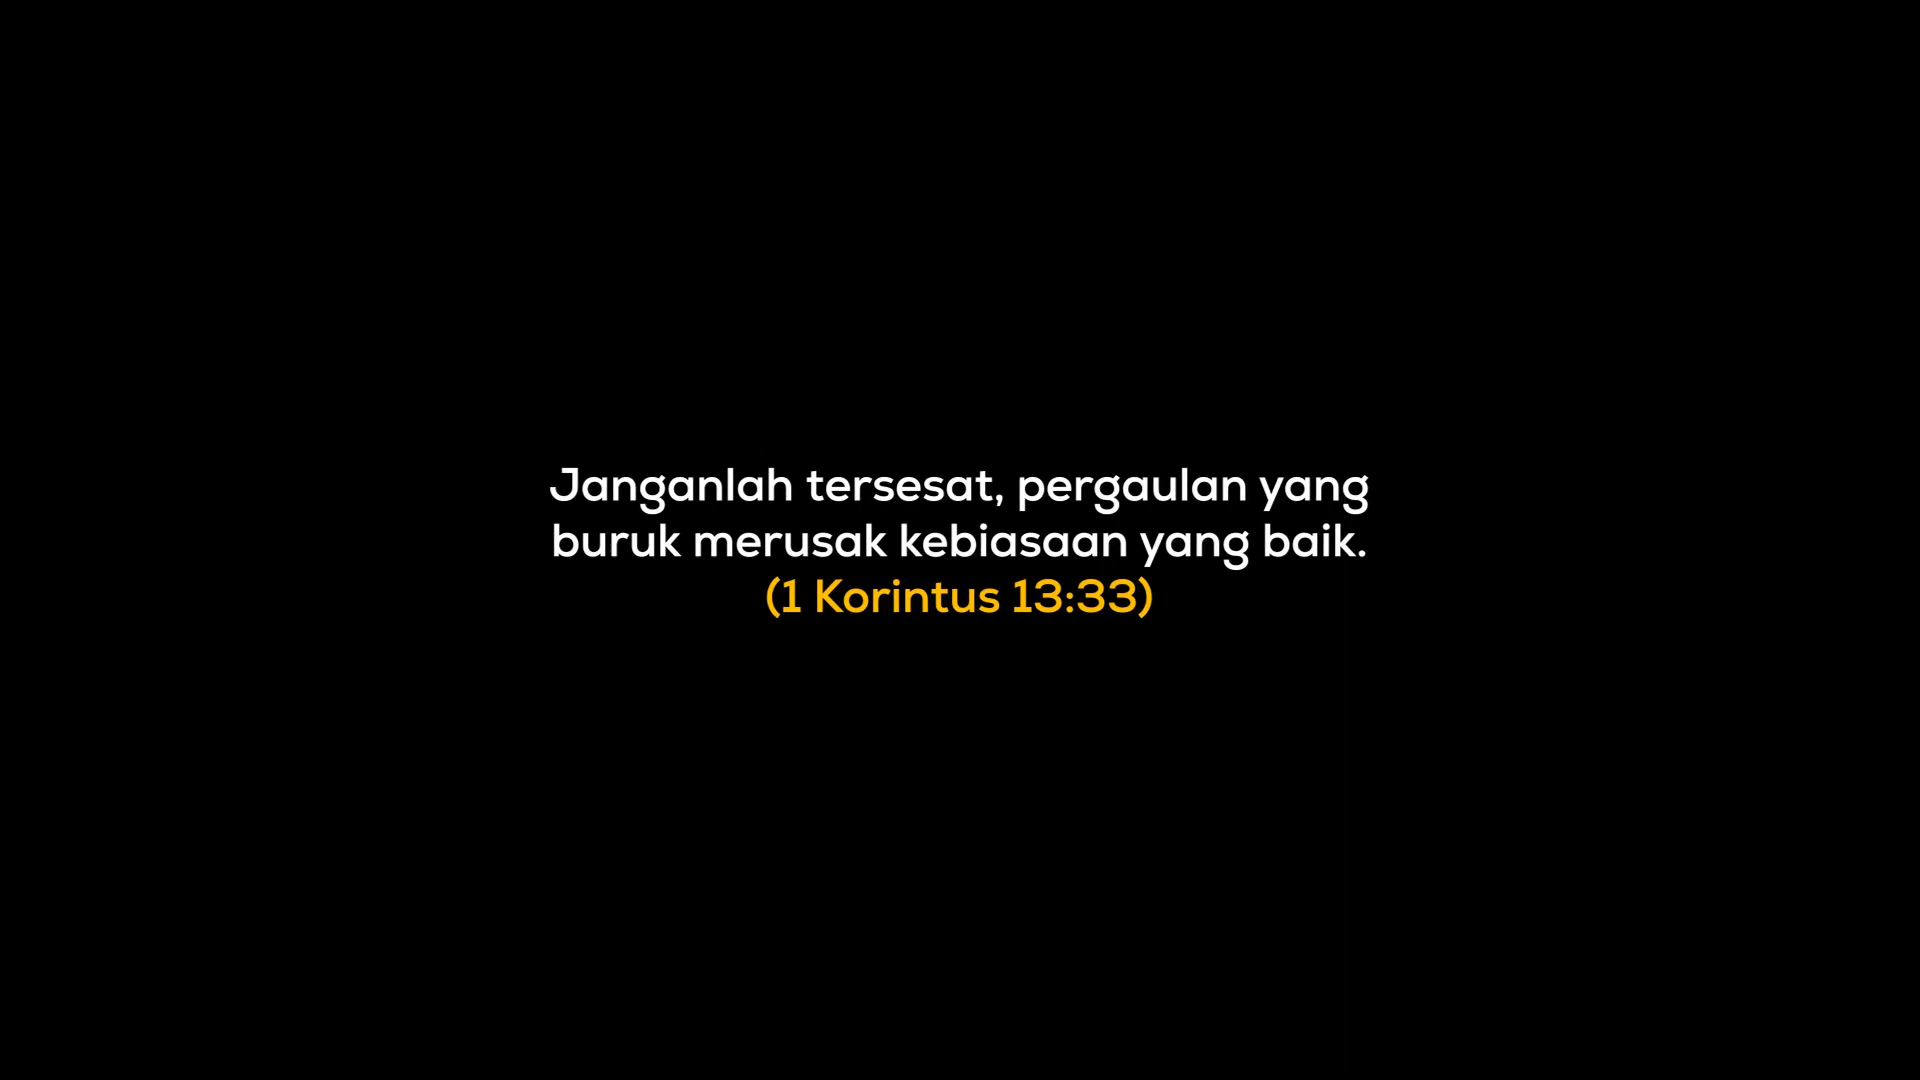 Janganlah tersesat, pergaulan yang
buruk merusak kebiasaan yang baik.
(1 Korintus 13:33)